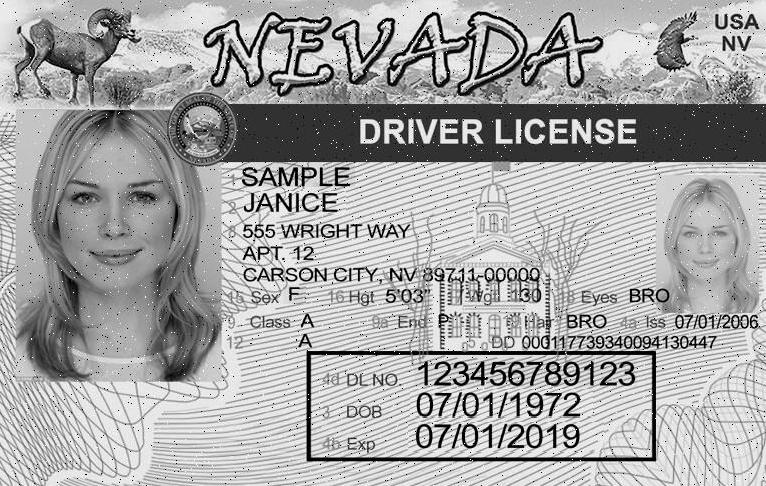 NEVADA
USA
NV
DRIVER LICENSE
1 SAMPLE
2 JANICE
8 555 WRIGHT WAY
APT. 12
CARSON CITY, NV 89711-00000
15 Sex F 16 Hgt 5'03" 17 Wgt 130 18 Eyes BRO
9 Class A 9a End P 19 Hair BRO 4a Iss 07/01/2006
12 A 5 DD 000117739340094130447
4d DL NO. 123456789123
3 DOB 07/01/1972
4b Exp 07/01/2019